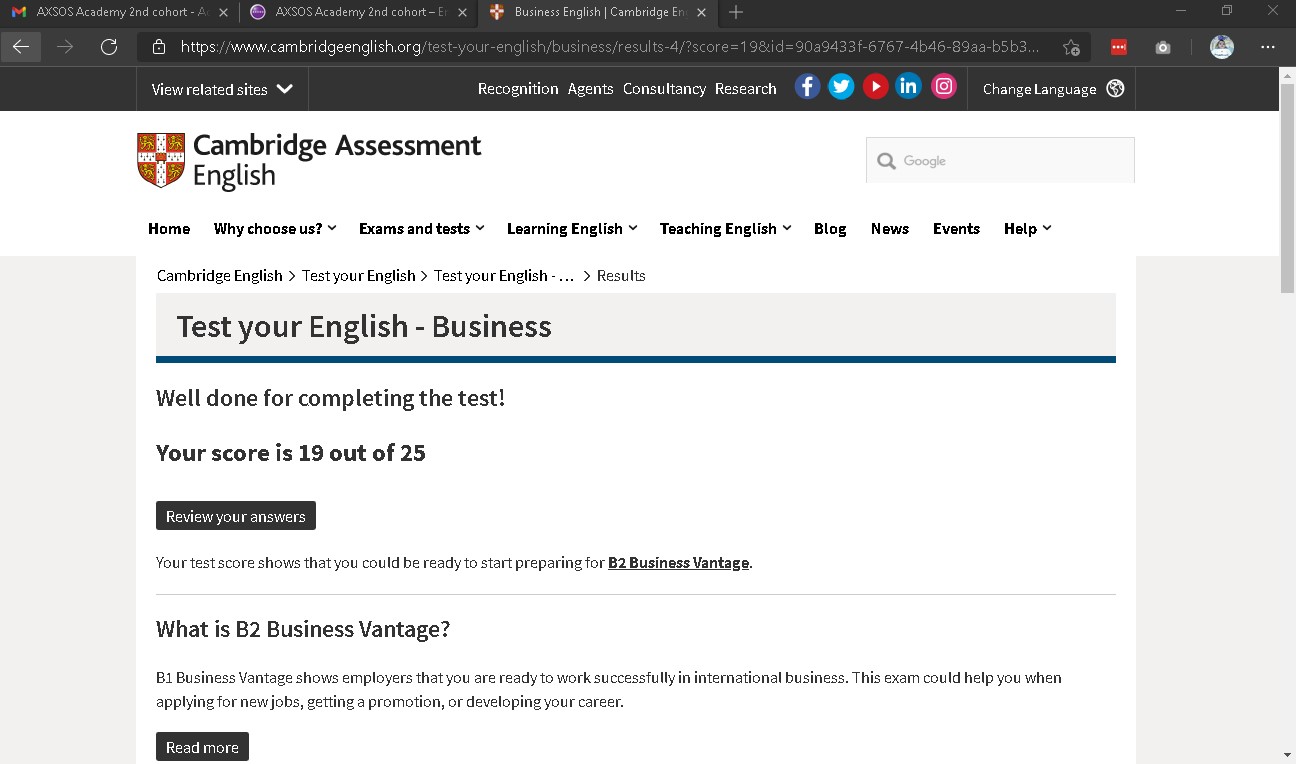 AXSOS Academy 2nd cohort - A
AXSOS Academy 2nd cohort – E
Business English | Cambridge En
https://www.cambridgeenglish.org/test-your-english/business/results-4/?score=19&id=90a9433f-6767-4b46-89aa-b5b3...
View related sites
Recognition Agents Consultancy Research
Change Language
Cambridge Assessment
English
Google
Home Why choose us? Exams and tests Learning English Teaching English Blog News Events Help
Cambridge English > Test your English > Test your English - ... > Results
Test your English - Business
Well done for completing the test!
Your score is 19 out of 25
Review your answers
Your test score shows that you could be ready to start preparing for B2 Business Vantage.
What is B2 Business Vantage?
B1 Business Vantage shows employers that you are ready to work successfully in international business. This exam could help you when
applying for new jobs, getting a promotion, or developing your career.
Read more